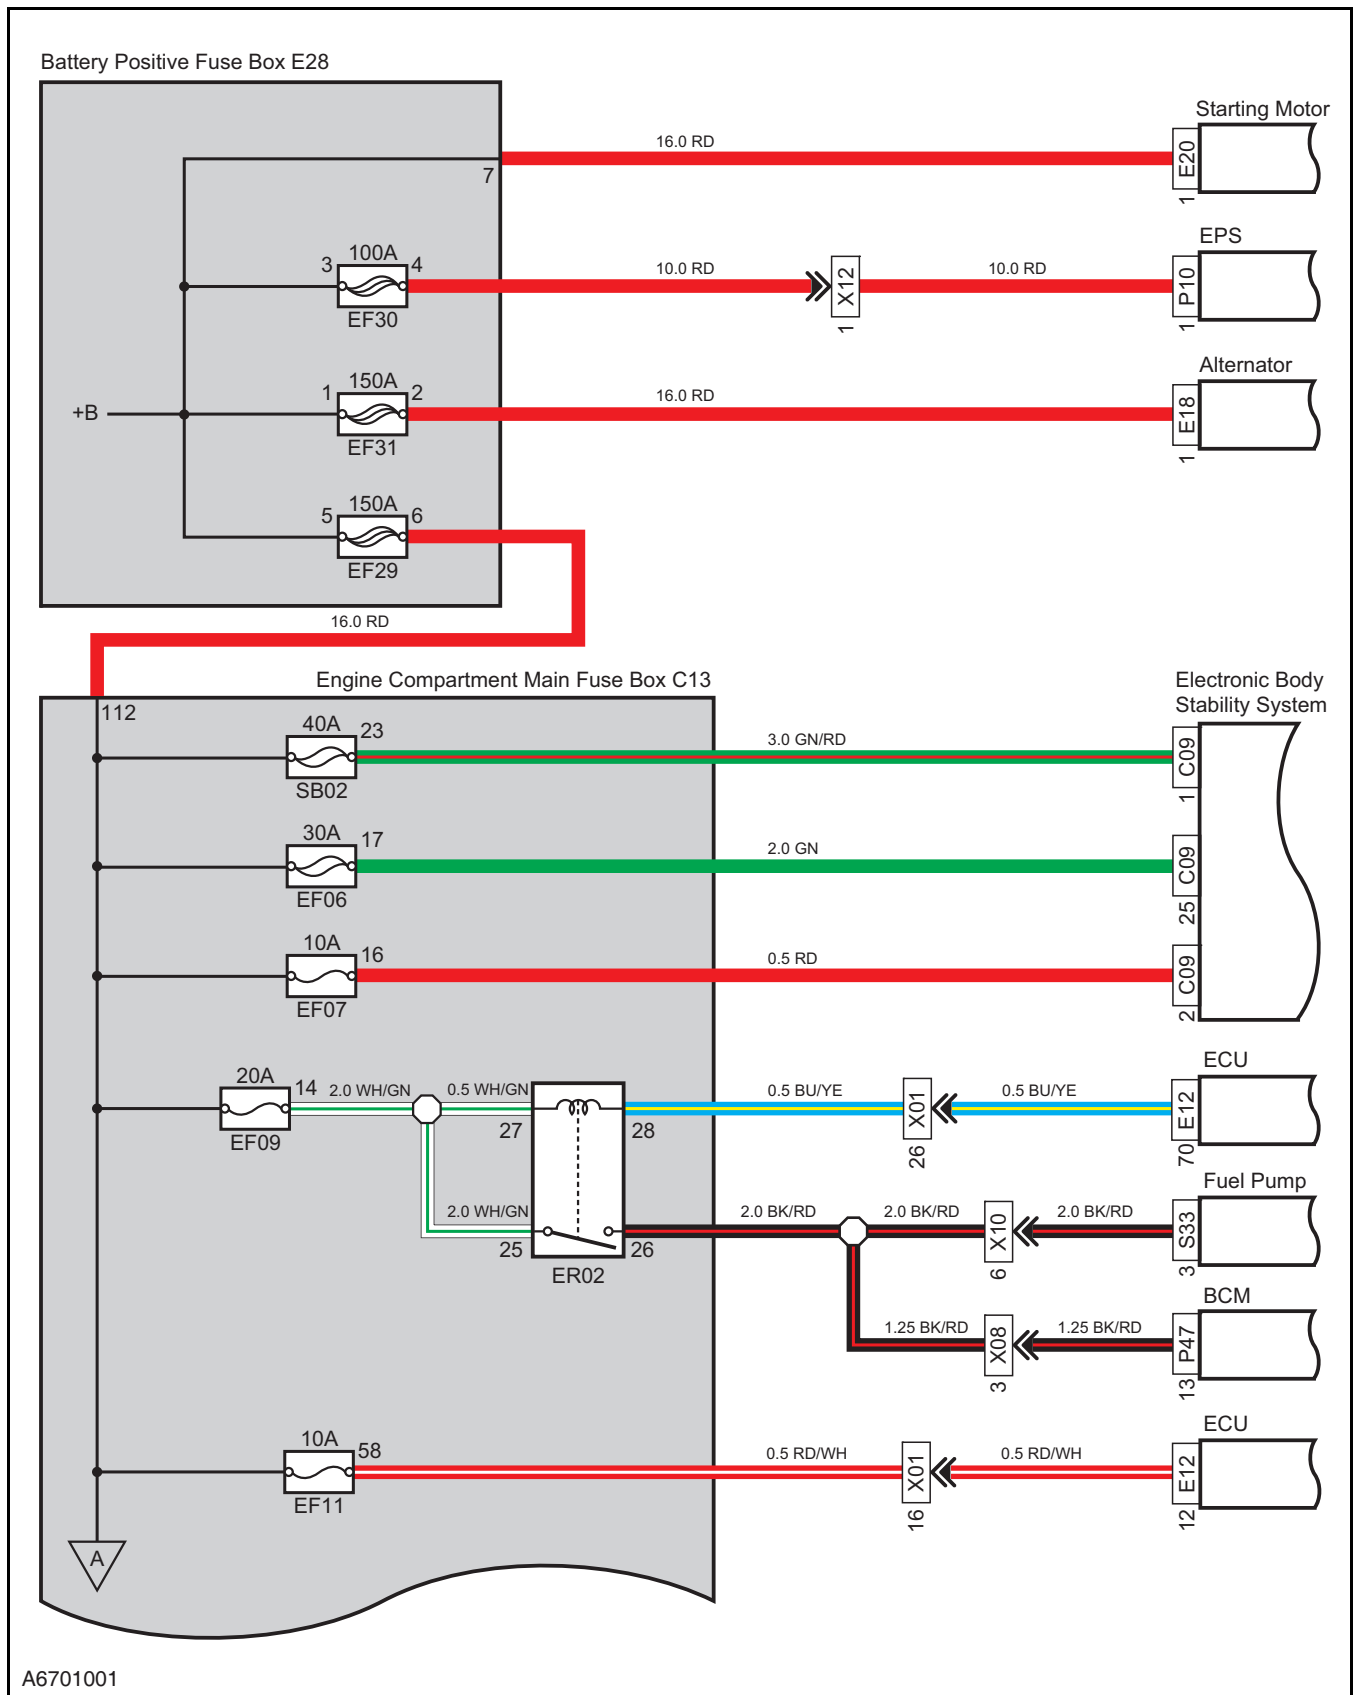 Battery Positive Fuse Box E28
Starting Motor
16.0 RD
7
E20
1
EPS
100A
3
4
EF30
10.0 RD
X12
1
10.0 RD
P10
1
Alternator
+B
150A
1
2
EF31
16.0 RD
E18
1
150A
5
6
EF29
16.0 RD
Engine Compartment Main Fuse Box C13
Electronic Body
Stability System
112
40A
23
SB02
3.0 GN/RD
C09
1
30A
17
EF06
2.0 GN
C09
25
10A
16
EF07
0.5 RD
C09
2
ECU
20A
14
EF09
2.0 WH/GN
0.5 WH/GN
27
28
0.5 BU/YE
X01
26
0.5 BU/YE
E12
70
Fuel Pump
2.0 WH/GN
25
26
ER02
2.0 BK/RD
2.0 BK/RD
X10
6
2.0 BK/RD
S33
3
BCM
1.25 BK/RD
X08
3
1.25 BK/RD
P47
13
ECU
10A
58
EF11
0.5 RD/WH
X01
16
0.5 RD/WH
E12
12
A
A6701001